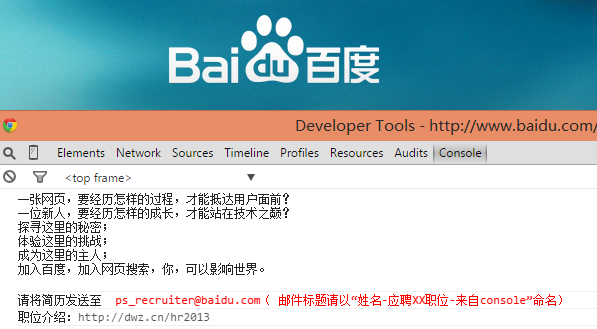 Bai du 百度
Developer Tools - http://www.baidu.com/
Elements Network Sources Timeline Profiles Resources Audits Console
<top frame>
一张网页，要经历怎样的过程，才能抵达用户面前？
一位新人，要经历怎样的成长，才能站在技术之巅？
探寻这里的秘密；
体验这里的挑战；
成为这里的主人；
加入百度，加入网页搜索，你，可以影响世界。
请将简历发送至 ps_recruiter@baidu.com（ 邮件标题请以“姓名-应聘XX职位-来自console”命名）
职位介绍：http://dwz.cn/hr2013